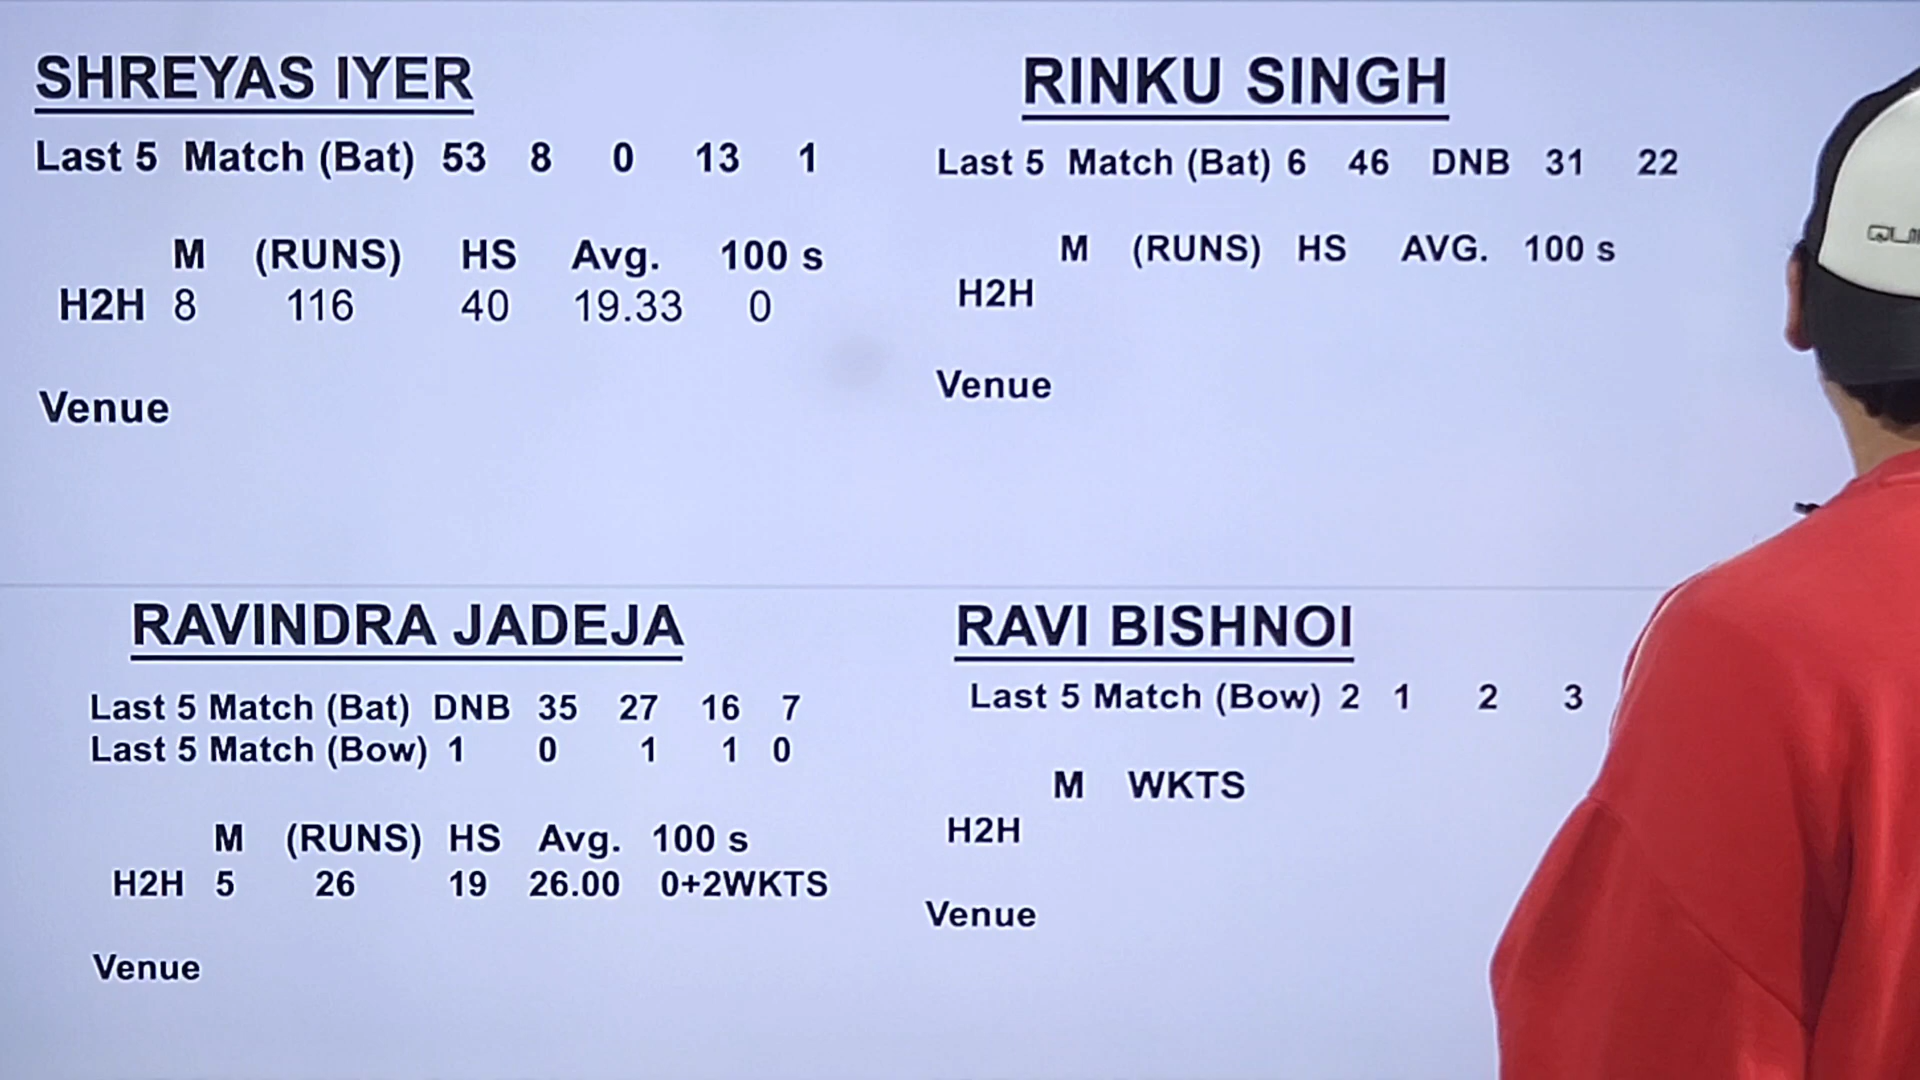 SHREYAS IYER
Last 5 Match (Bat) 53 8 0 13 1
M (RUNS) HS Avg. 100 s
H2H 8 116 40 19.33 0
Venue
RINKU SINGH
Last 5 Match (Bat) 6 46 DNB 31 22
M (RUNS) HS AVG. 100 s
H2H
Venue
RAVINDRA JADEJA
Last 5 Match (Bat) DNB 35 27 16 7
Last 5 Match (Bow) 1 0 1 1 0
M (RUNS) HS Avg. 100 s
H2H 5 26 19 26.00 0+2WKTS
Venue
RAVI BISHNOI
Last 5 Match (Bow) 2 1 2 3
M WKTS
H2H
Venue